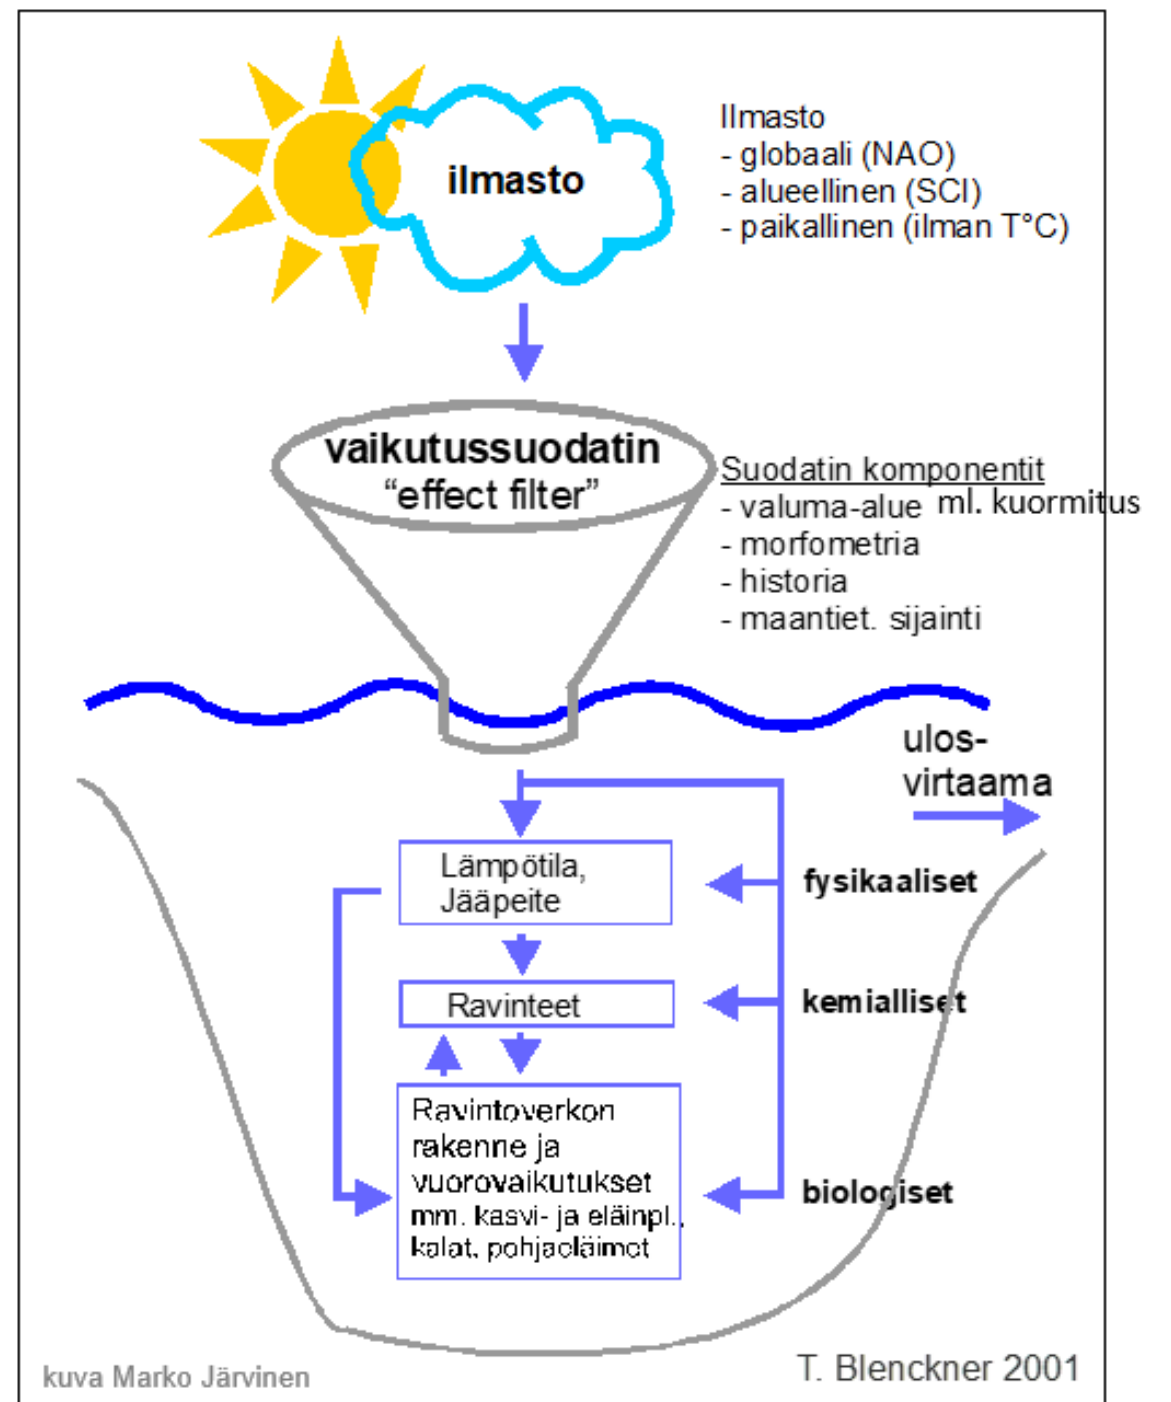 ilmasto
Ilmasto
- globaali (NAO)
- alueellinen (SCI)
- paikallinen (ilman T°C)
vaikutussuodatin
“effect filter”
Suodatin komponentit
- valuma-alue ml. kuormitus
- morfometria
- historia
- maantiet. sijainti
ulos-
virtaama
Lämpötila,
Jääpeite
fysikaaliset
Ravinteet
kemialliset
Ravintoverkon
rakenne ja
vuorovaikutukset
mm. kasvi- ja eläinpl.,
kalat, pohjaeläimet
biologiset
kuva Marko Järvinen
T. Blenckner 2001